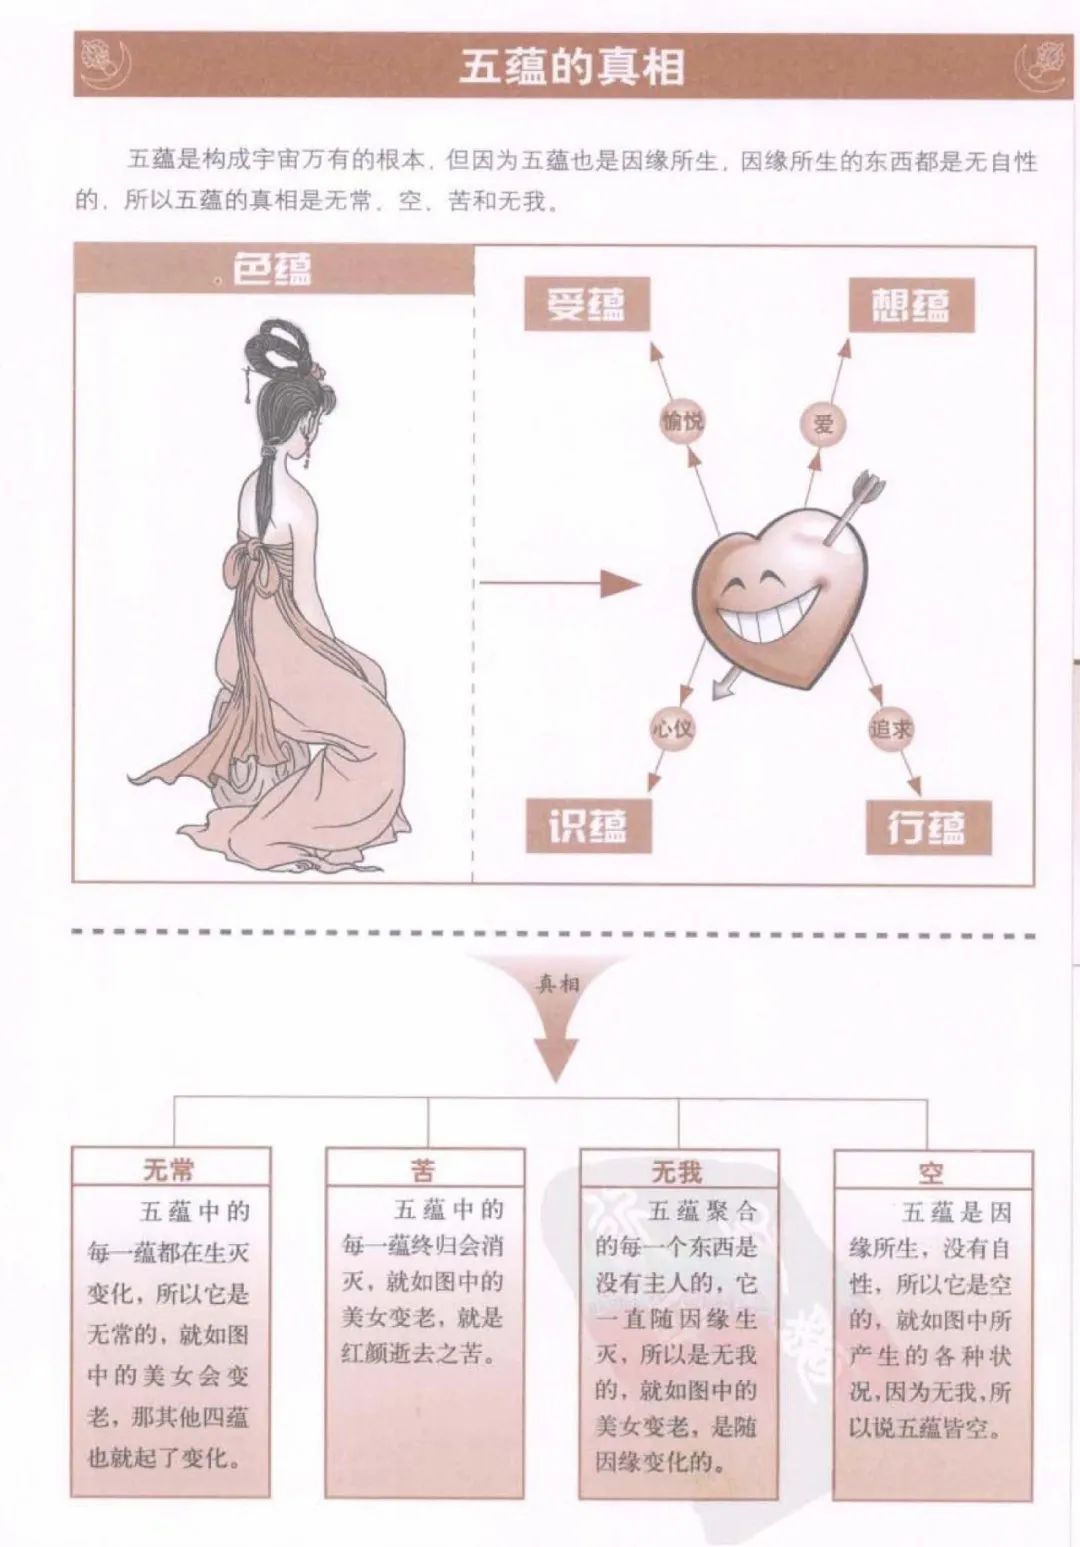 五蕴的真相
五蕴是构成宇宙万有的根本，但因为五蕴也是因缘所生，因缘所生的东西都是无自性
的，所以五蕴的真相是无常、空、苦和无我。
色蕴
受蕴
想蕴
愉悦
爱
心仪
追求
识蕴
行蕴
真相
无常
五蕴中的
每一蕴都在生灭
变化，所以它是
无常的，就如图
中的美女会变
老，那其他四蕴
也就起了变化。
苦
五蕴中的
每一蕴终归会消
灭，就如图中的
美女变老，就是
红颜逝去之苦。
无我
五蕴聚合
的每一个东西是
没有主人的，它
一直随因缘生
灭，所以是无我
的，就如图中的
美女变老，是随
因缘变化的。
空
五蕴是因
缘所生，没有自
性，所以它是空
的，就如图中所
产生的各种状
况，因为无我，所
以说五蕴皆空。